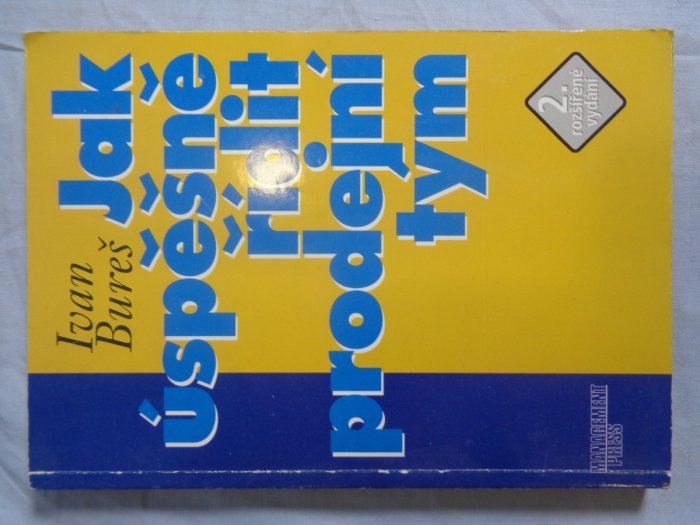 Ivan
Bureš
Jak
úspěšně
řídit
prodejní
tým
2.
rozšířené
vydání
MANAGEMENT
PRESS